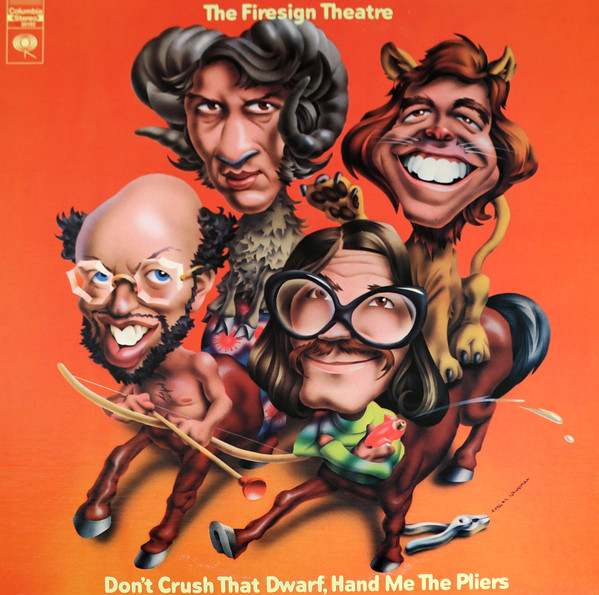 The Firesign Theatre
Columbia
Stereo
Don't Crush That Dwarf, Hand Me The Pliers